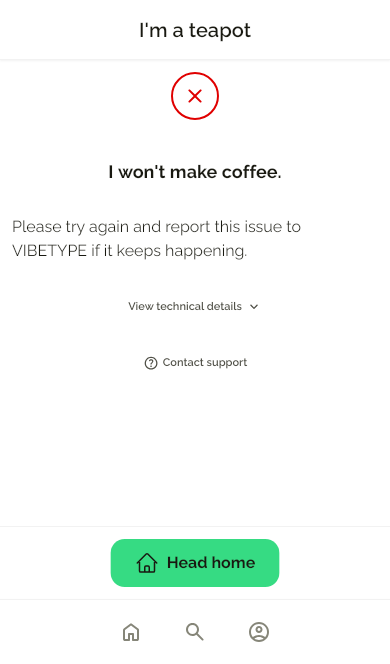 I'm a teapot
I won't make coffee.
Please try again and report this issue to
VIBETYPE if it keeps happening.
View technical details
Contact support
Head home